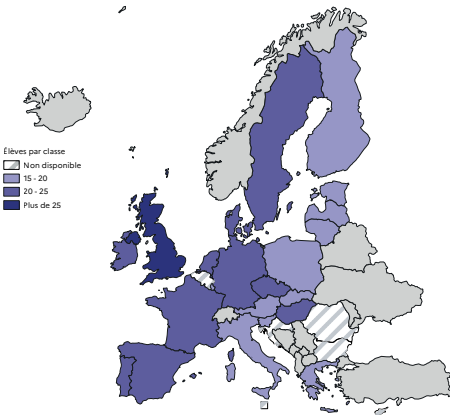 Élèves par classe
Non disponible
15 - 20
20 - 25
Plus de 25